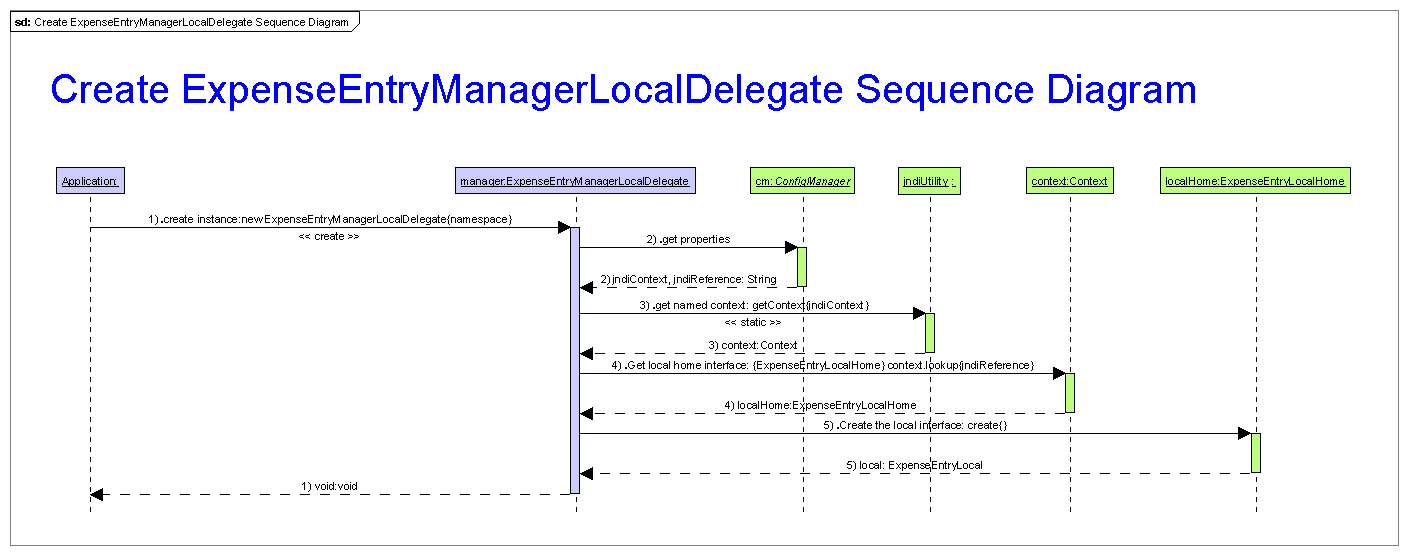 sd: Create ExpenseEntryManagerLocalDelegate Sequence Diagram
Create ExpenseEntryManagerLocalDelegate Sequence Diagram
Application:
manager:ExpenseEntryManagerLocalDelegate
cm: ConfigManager
jndiUtility :
context:Context
localHome:ExpenseEntryLocalHome
1) .create instance:new ExpenseEntryManagerLocalDelegate{namespace}
<< create >>
2) .get properties
2) jndiContext, jndiReference: String
3) .get named context: getContext{jndiContext }
<< static >>
3) context:Context
4) .Get local home interface: {ExpenseEntryLocalHome} context.lookup{jndiReference}
4) localHome:ExpenseEntryLocalHome
5) .Create the local interface: create{}
5) local: ExpenseEntryLocal
1) void:void